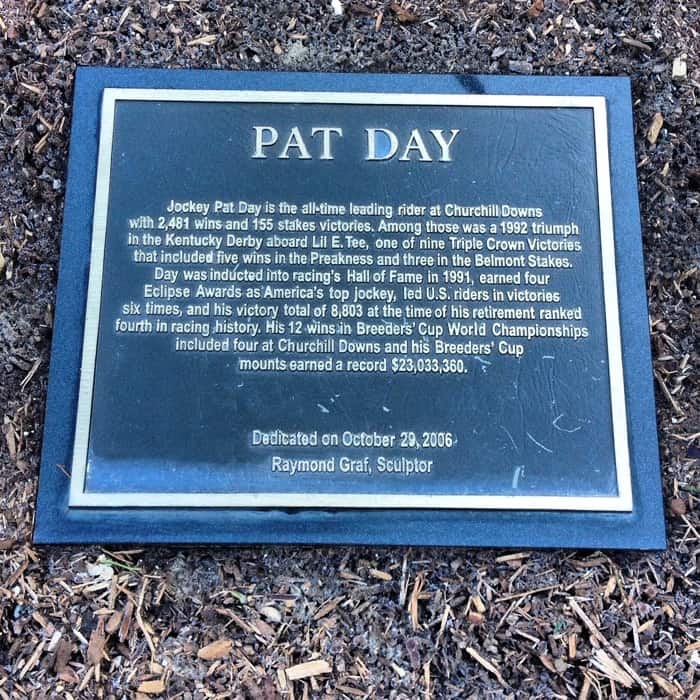 PAT DAY
Jockey Pat Day is the all-time leading rider at Churchill Downs
with 2,481 wins and 155 stakes victories. Among those was a 1992 triumph
in the Kentucky Derby aboard Lil E. Tee, one of nine Triple Crown Victories
that included five wins in the Preakness and three in the Belmont Stakes.
Day was inducted into racing's Hall of Fame in 1991, earned four
Eclipse Awards as America's top jockey, led U.S. riders in victories
six times, and his victory total of 8,803 at the time of his retirement ranked
fourth in racing history. His 12 wins in Breeders' Cup World Championships
included four at Churchill Downs and his Breeders' Cup
mounts earned a record $23,033,360.
Dedicated on October 29, 2006
Raymond Graf, Sculptor